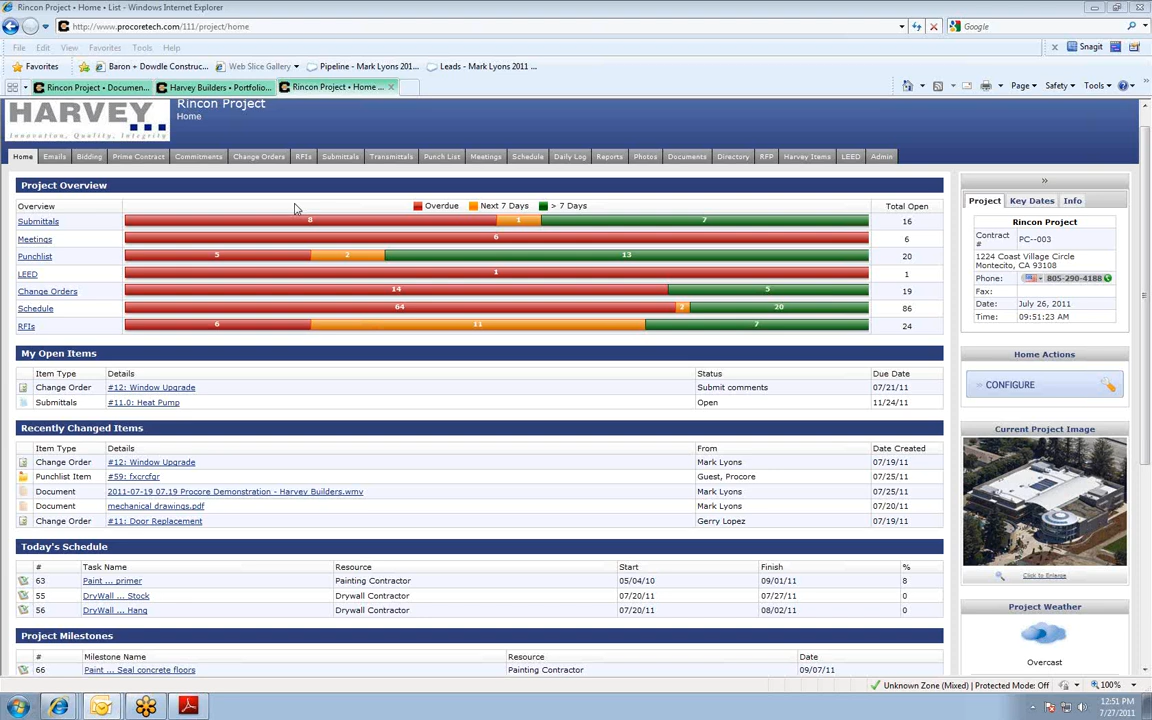 Rincon Project • Home • List - Windows Internet Explorer
http://www.procoretech.com/111/project/home
Google
File Edit View Favorites Tools Help
x Snagit
Favorites Baron + Dowdle Construc... Web Slice Gallery Pipeline - Mark Lyons 201... Leads - Mark Lyons 2011 ...
Rincon Project • Documen... Harvey Builders • Portfolio... Rincon Project • Home ... x
Page Safety Tools
HARVEY
Innovation, Quality, Integrity
Rincon Project
Home
Home Emails Bidding Prime Contract Commitments Change Orders RFIs Submittals Transmittals Punch List Meetings Schedule Daily Log Reports Photos Documents Directory RFP Harvey Items LEED Admin
Project Overview
Overview Overdue Next 7 Days > 7 Days Total Open
Submittals 8 1 7 16
Meetings 6 6
Punchlist 5 2 13 20
LEED 1 1
Change Orders 14 5 19
Schedule 64 2 20 86
RFIs 6 11 7 24
My Open Items
Item Type Details Status Due Date
Change Order #12: Window Upgrade Submit comments 07/21/11
Submittals #11.0: Heat Pump Open 11/24/11
Recently Changed Items
Item Type Details From Date Created
Change Order #12: Window Upgrade Mark Lyons 07/19/11
Punchlist Item #59: fxcrcfgr Guest, Procore 07/25/11
Document 2011-07-19 07.19 Procore Demonstration - Harvey Builders.wmv Mark Lyons 07/25/11
Document mechanical drawings.pdf Mark Lyons 07/20/11
Change Order #11: Door Replacement Gerry Lopez 07/19/11
Today's Schedule
# Task Name Resource Start Finish %
63 Paint ... primer Painting Contractor 05/04/10 09/01/11 8
55 DryWall ... Stock Drywall Contractor 07/20/11 07/27/11 0
56 DryWall ... Hang Drywall Contractor 07/20/11 08/02/11 0
Project Milestones
# Milestone Name Resource Date
66 Paint ... Seal concrete floors Painting Contractor 09/07/11
»
Project Key Dates Info
Rincon Project
Contract # PC--003
1224 Coast Village Circle
Montecito, CA 93108
Phone: 805-290-4188
Fax:
Date: July 26, 2011
Time: 09:51:23 AM
Home Actions
» CONFIGURE
Current Project Image
Click to Enlarge
Project Weather
Overcast
Unknown Zone (Mixed) | Protected Mode: Off 100%
12:51 PM
7/27/2011